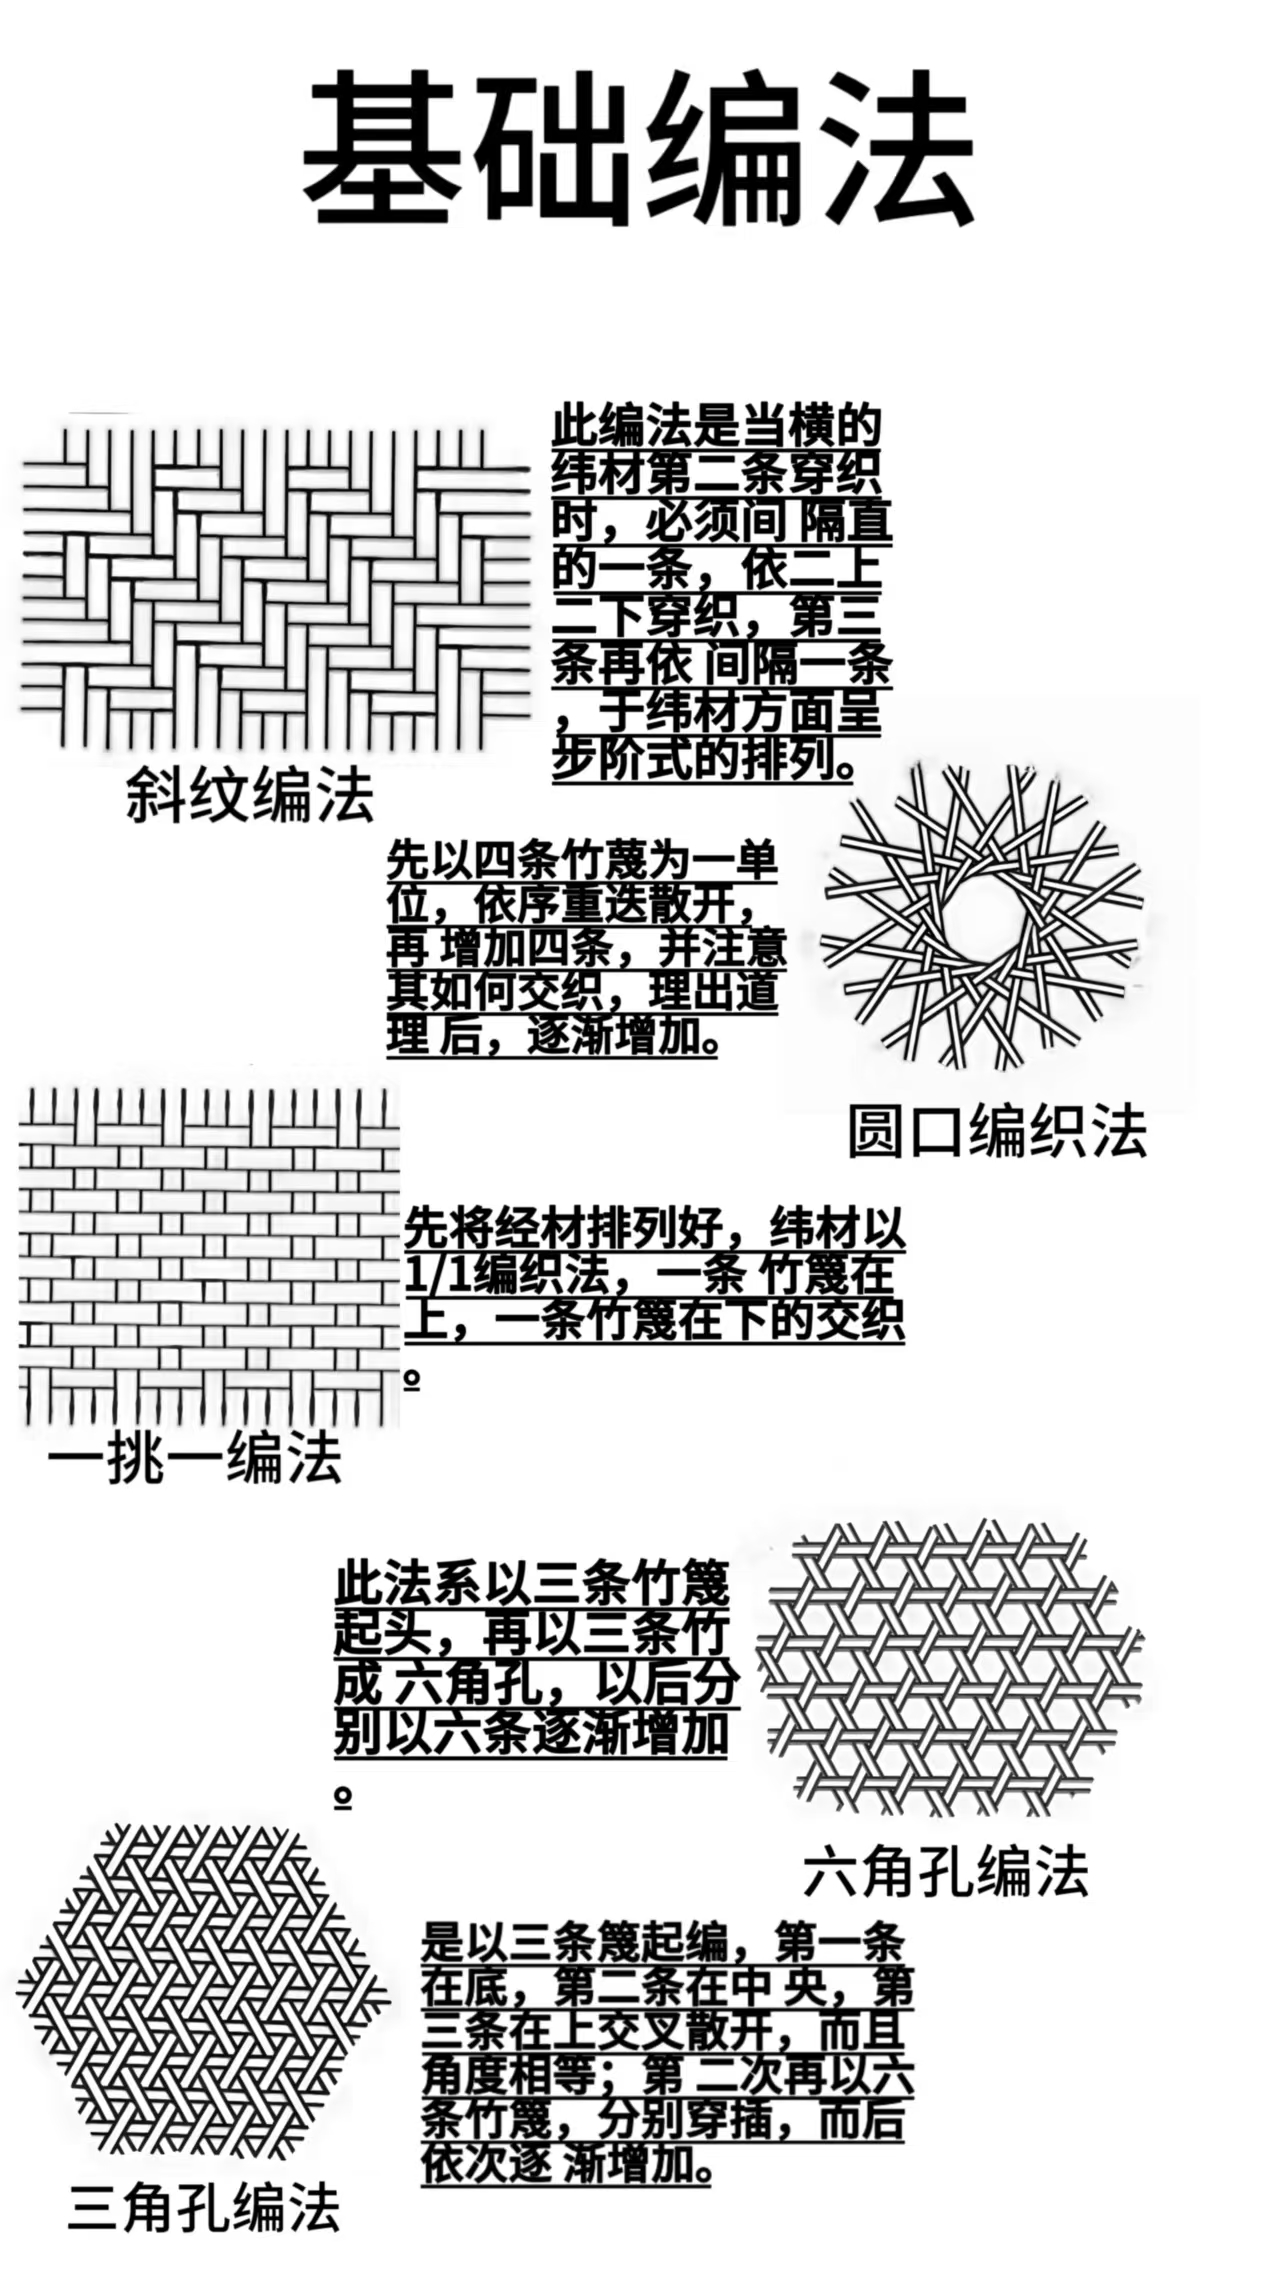 基础编法
此编法是当横的
纬材第二条穿织
时，必须间 隔直
的一条，依二上
二下穿织，第三
条再依 间隔一条
，于纬材方面呈
步阶式的排列。
斜纹编法
先以四条竹蔑为一单
位，依序重迭散开，
再 增加四条，并注意
其如何交织，理出道
理 后，逐渐增加。
圆口编织法
先将经材排列好，纬材以
1/1编织法，一条 竹篾在
上，一条竹篾在下的交织
。
一挑一编法
此法系以三条竹篾
起头，再以三条竹
成 六角孔，以后分
别以六条逐渐增加
。
六角孔编法
是以三条篾起编，第一条
在底，第二条在中 央，第
三条在上交叉散开，而且
角度相等；第 二次再以六
条竹篾，分别穿插，而后
依次逐 渐增加。
三角孔编法